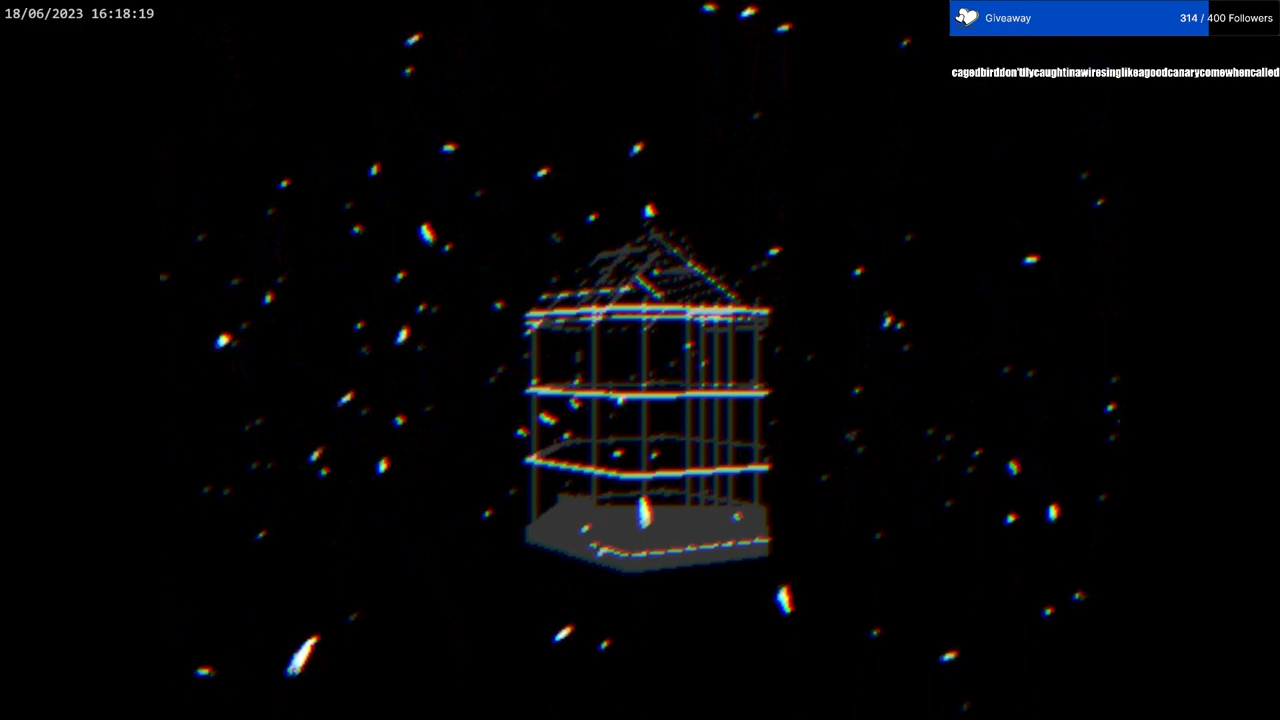 18/06/2023 16:18:19
Giveaway 314 / 400 Followers
cagedbirddon'tflycaughtinawiresinglikeagoodcanarycomewhencalled